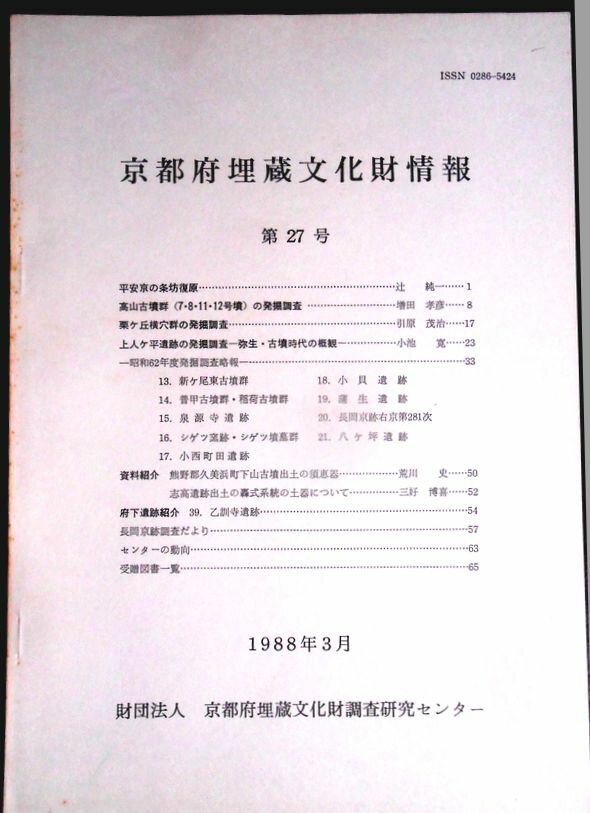 ISSN 0286-5424
京都府埋蔵文化財情報
第 27 号
平安京の条坊復原……辻 純……1
高山古墳群（7・8・11・12号墳）の発掘調査……増田 孝彦……8
栗ケ丘横穴群の発掘調査……引原 茂治……17
上人ケ平遺跡の発掘調査―弥生・古墳時代の概観―……小池 寛……23
―昭和62年度発掘調査略報―……33
13. 新ケ尾東古墳群 18. 小貝遺跡
14. 普甲古墳群・稲荷古墳群 19. 蒲生遺跡
15. 泉源寺遺跡 20. 長岡京跡右京第281次
16. シゲツ窯跡・シゲツ墳墓群 21. 八ケ坪遺跡
17. 小西町田遺跡
資料紹介 熊野郡久美浜町下山古墳出土の須恵器……荒川 史……50
志高遺跡出土の轟式系統の土器について……三好 博喜……52
府下遺跡紹介 39. 乙訓寺遺跡……54
長岡京跡調査だより……57
センターの動向……63
受贈図書一覧……65
1988年3月
財団法人 京都府埋蔵文化財調査研究センター